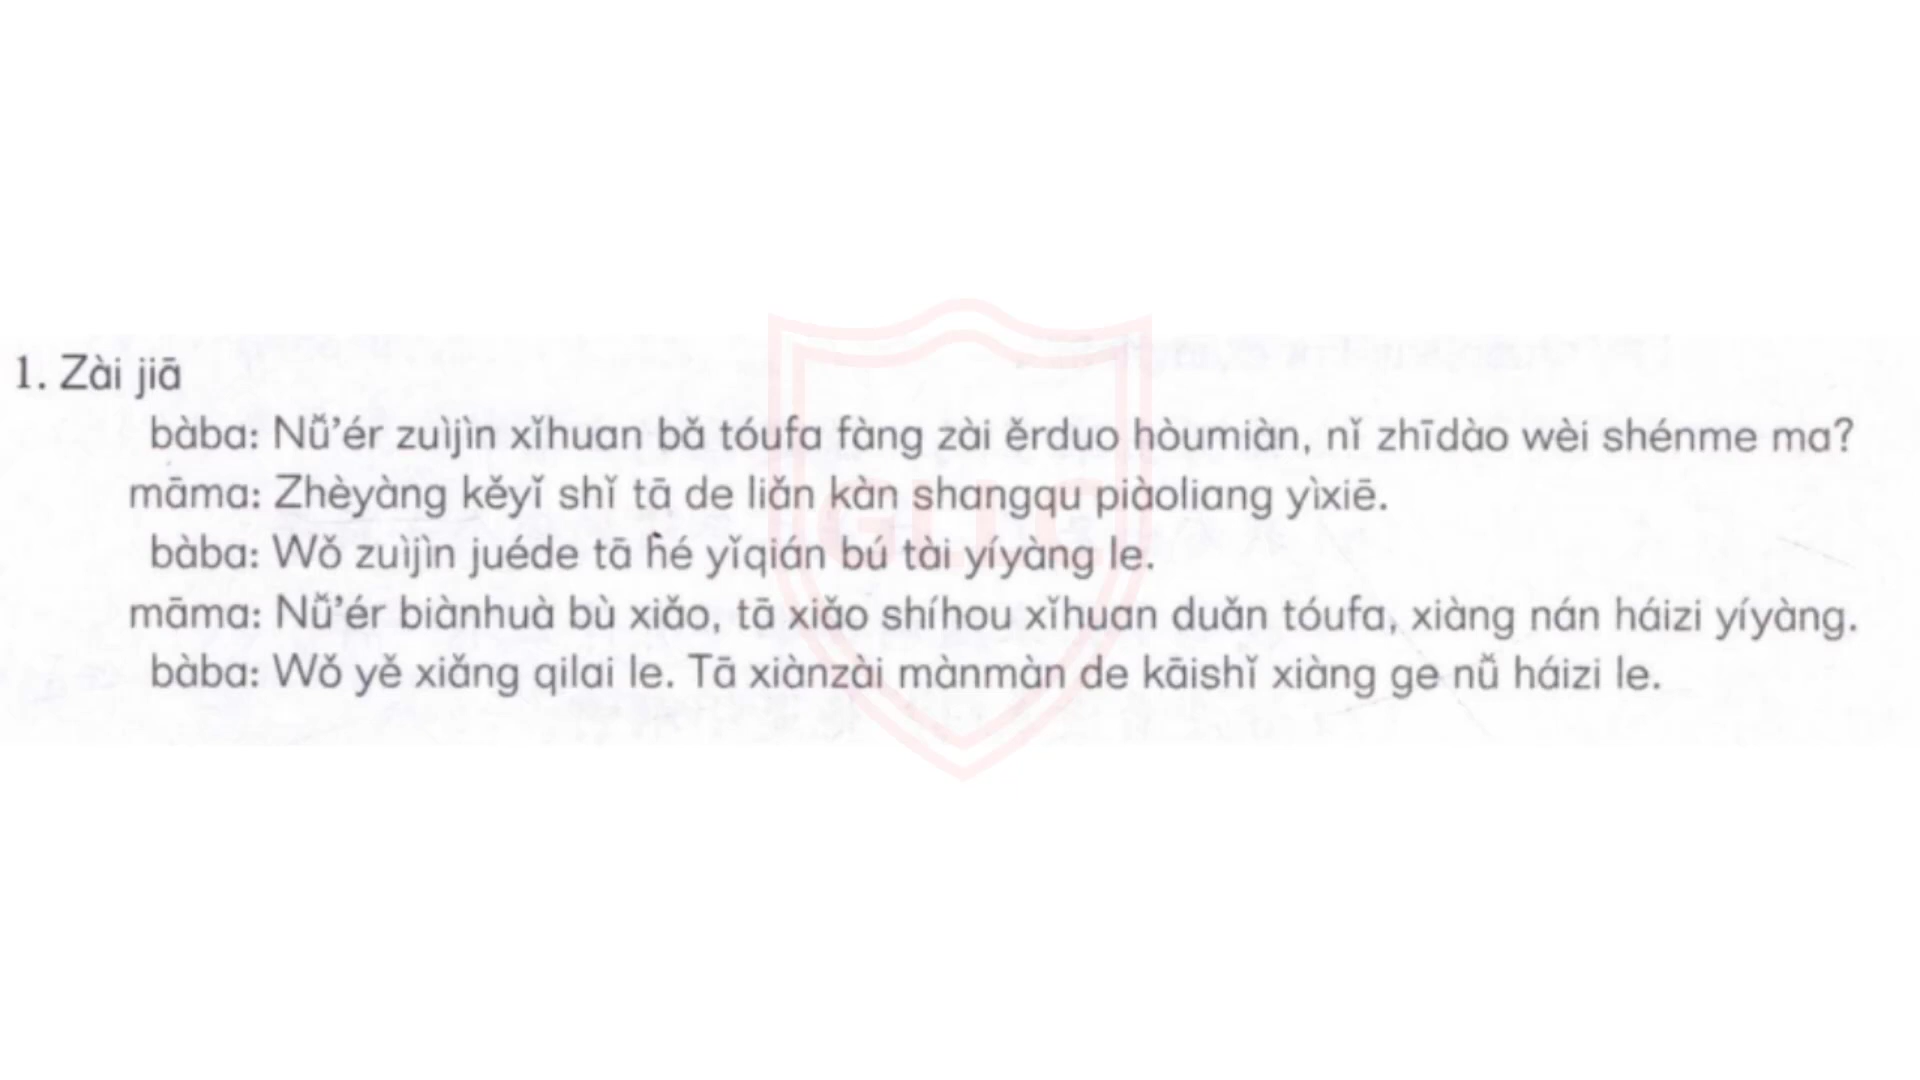 1. Zài jiā
bàba: Nǚ’ér zuìjìn xǐhuan bǎ tóufa fàng zài ěrduo hòumiàn, nǐ zhīdào wèi shénme ma?
māma: Zhèyàng kěyǐ shǐ tā de liǎn kàn shangqu piàoliang yìxiē.
bàba: Wǒ zuìjìn juéde tā hé yǐqián bú tài yíyàng le.
māma: Nǚ’ér biànhuà bù xiǎo, tā xiǎo shíhou xǐhuan duǎn tóufa, xiàng nán háizi yíyàng.
bàba: Wǒ yě xiǎng qilai le. Tā xiànzài mànmàn de kāishǐ xiàng ge nǚ háizi le.